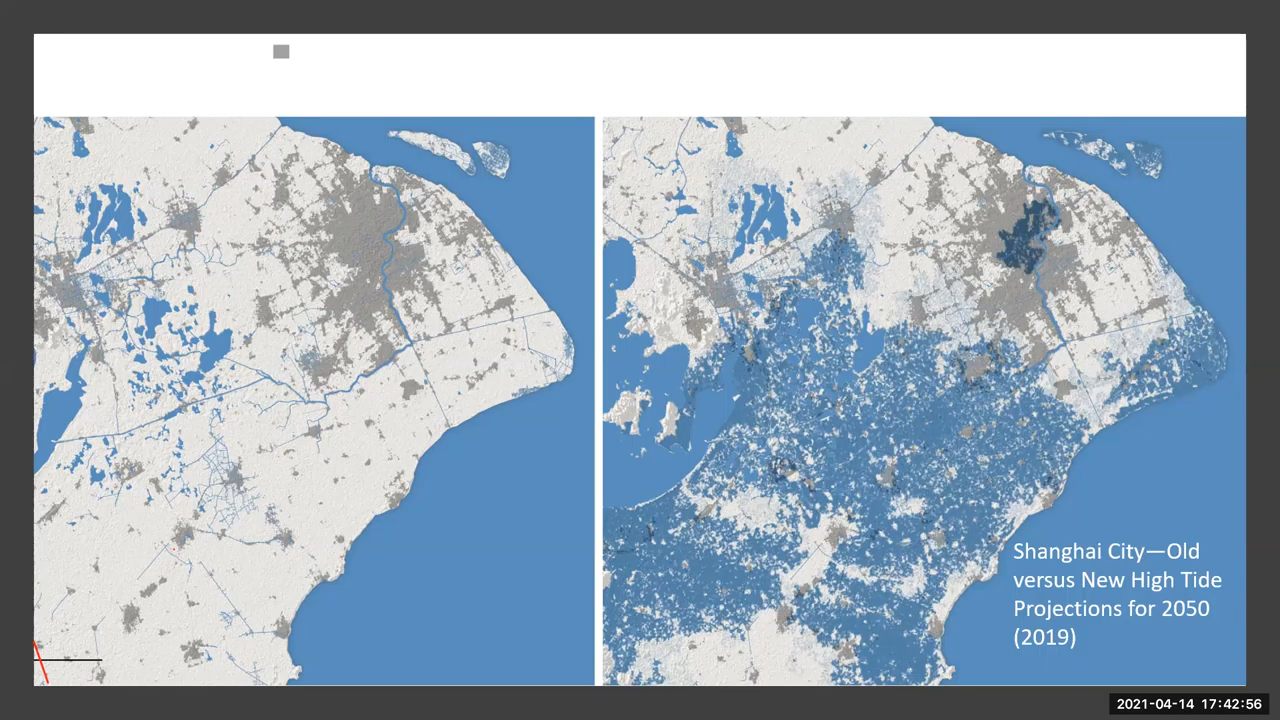 Shanghai City—Old
versus New High Tide
Projections for 2050
(2019)
2021-04-14 17:42:56